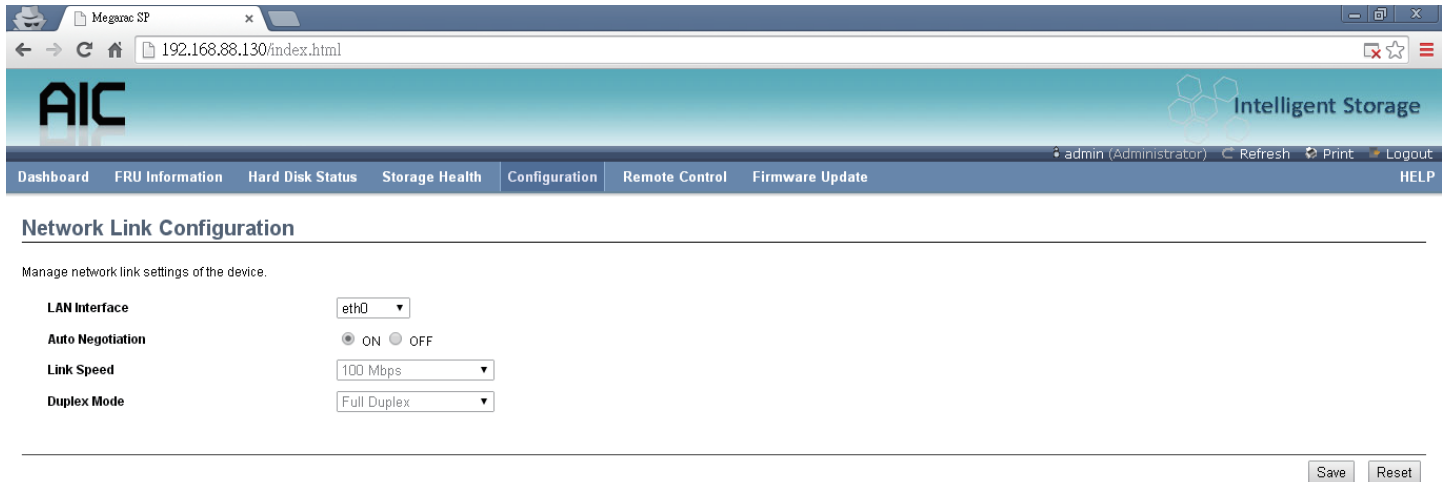 Megarac SP
192.168.88.130/index.html
AIC
Intelligent Storage
admin (Administrator) Refresh Print Logout
Dashboard FRU Information Hard Disk Status Storage Health Configuration Remote Control Firmware Update HELP
Network Link Configuration
Manage network link settings of the device.
LAN Interface eth0
Auto Negotiation ON OFF
Link Speed 100 Mbps
Duplex Mode Full Duplex
Save Reset